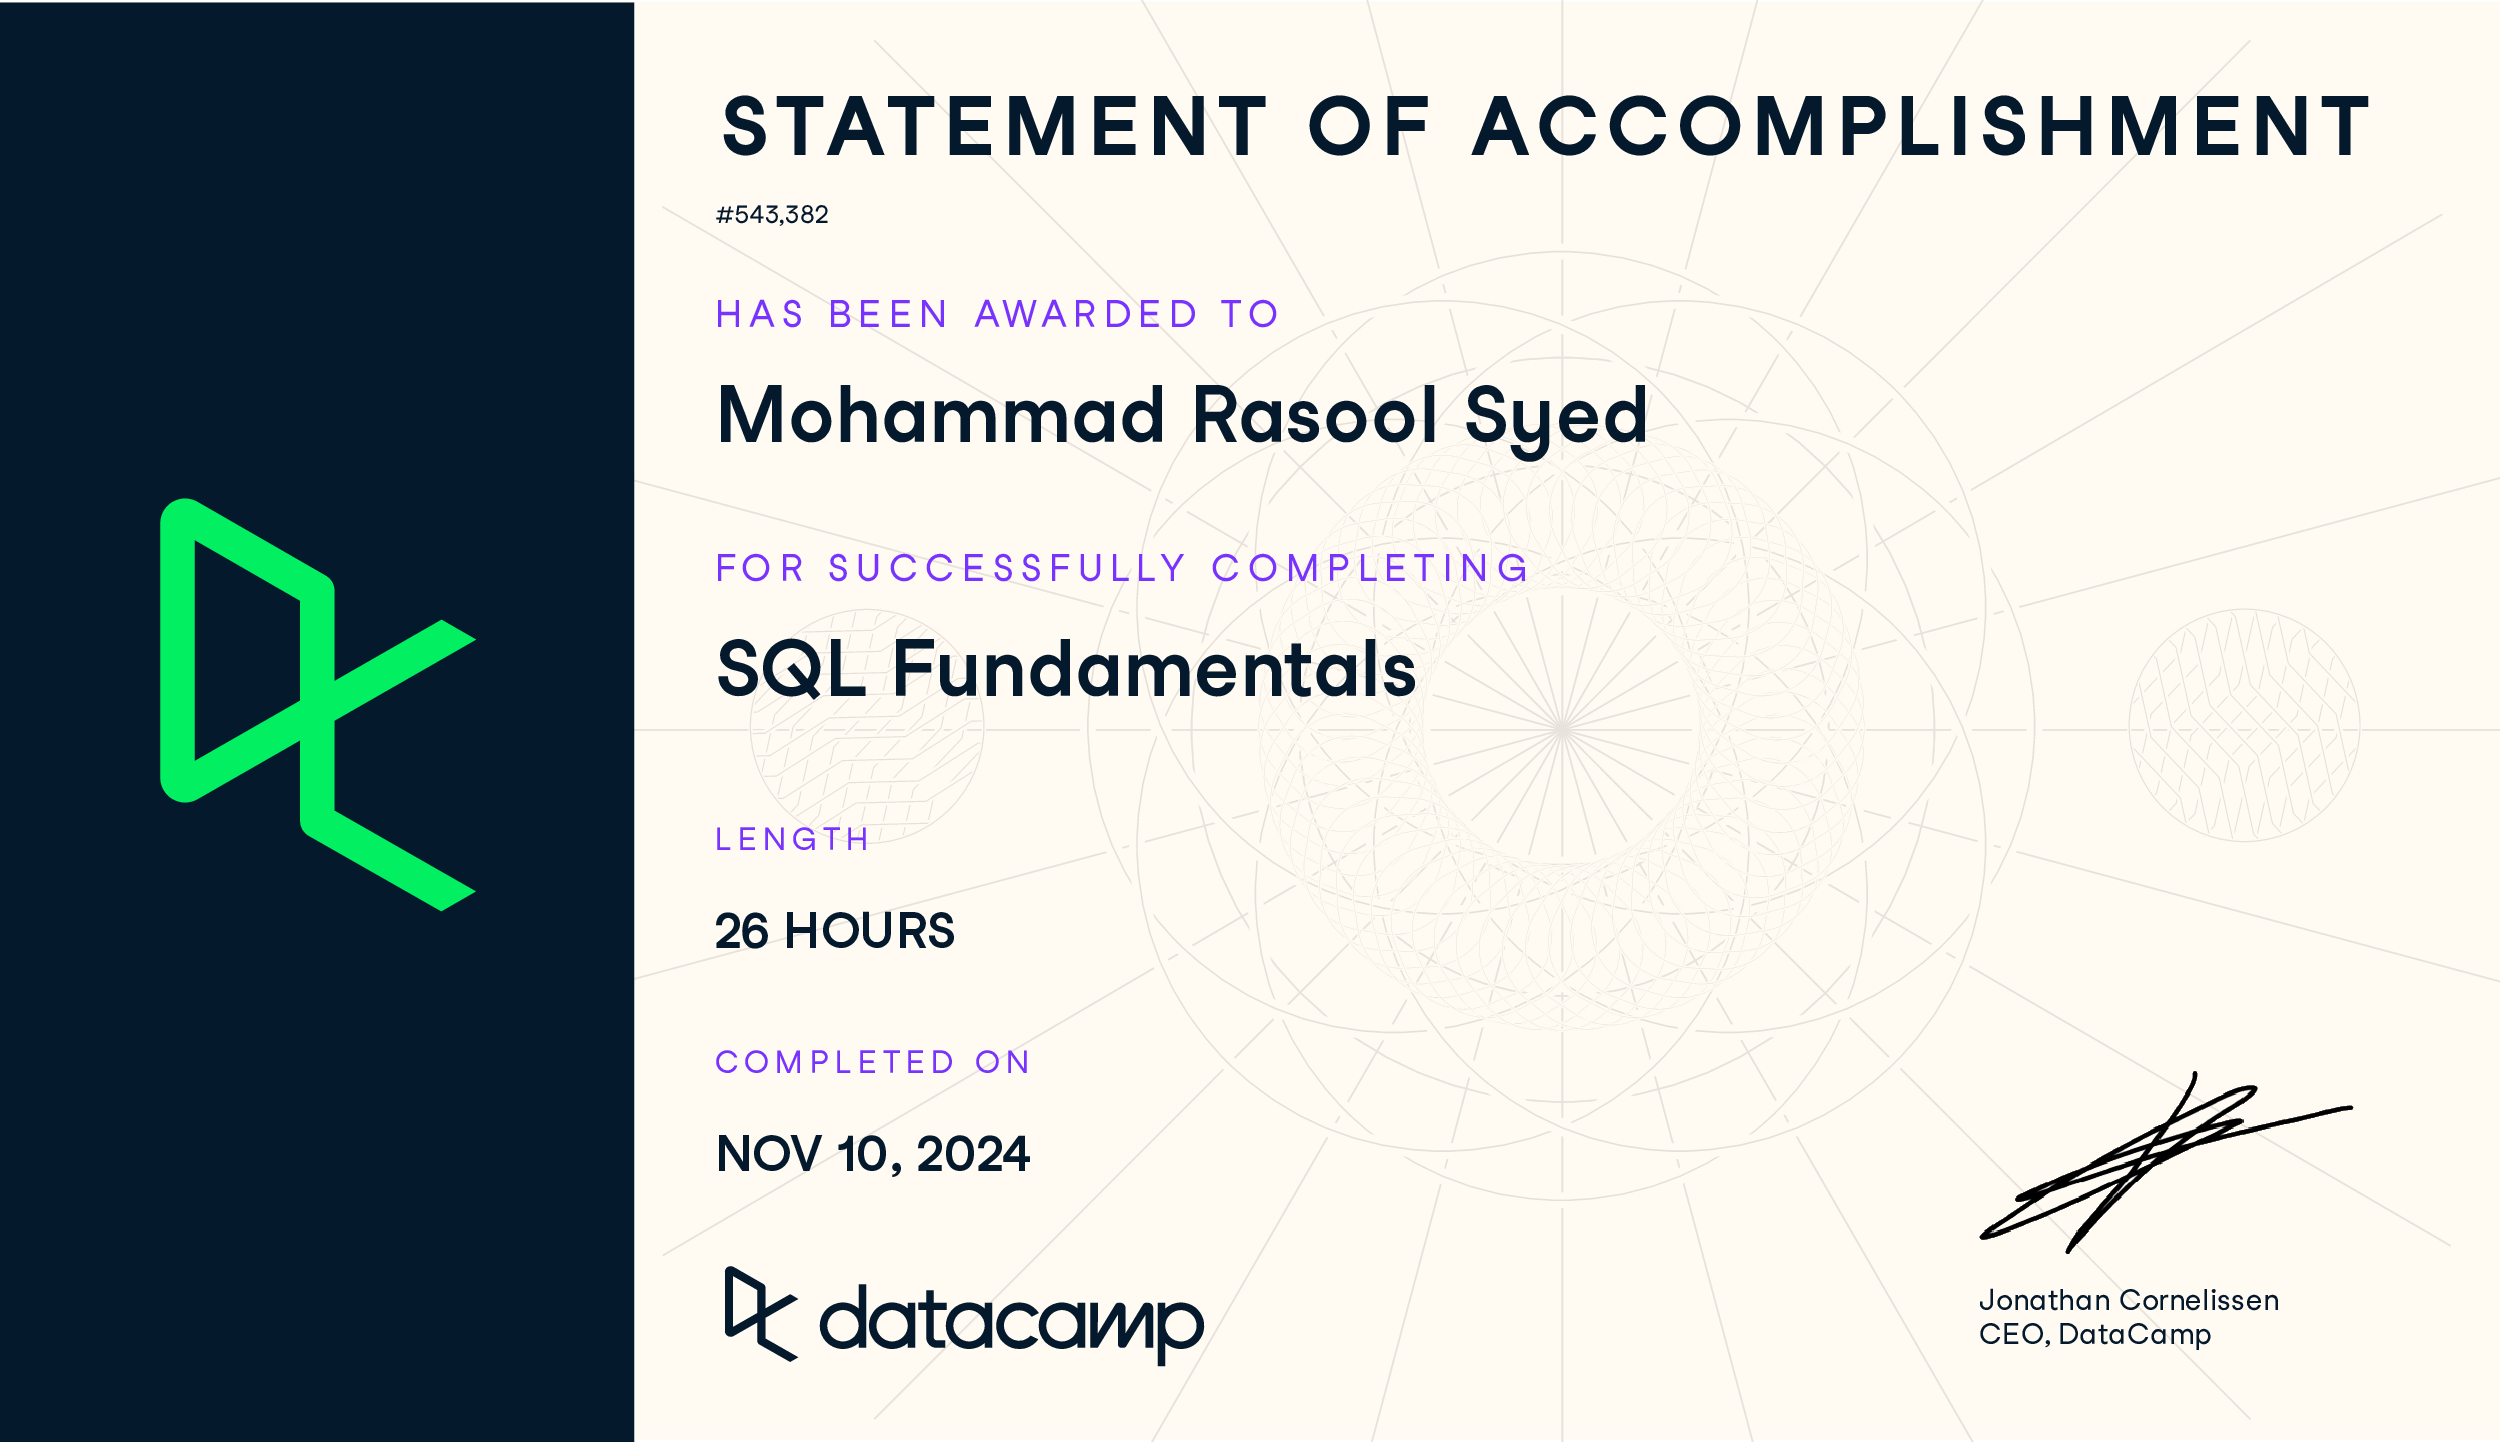 STATEMENT OF ACCOMPLISHMENT
#543,382
HAS BEEN AWARDED TO
Mohammad Rasool Syed
FOR SUCCESSFULLY COMPLETING
SQL Fundamentals
LENGTH
26 HOURS
COMPLETED ON
NOV 10, 2024
datacamp
Jonathan Cornelissen
CEO, DataCamp